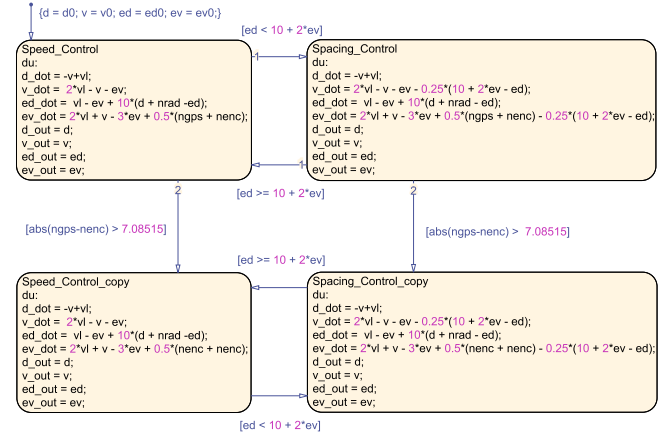 {d = d0; v = v0; ed = ed0; ev = ev0;}
[ed < 10 + 2*ev]
Speed_Control
du:
d_dot = -v+vl;
v_dot =  2*vl - v - ev;
ed_dot =  vl - ev + 10*(d + nrad -ed);
ev_dot = 2*vl + v - 3*ev + 0.5*(ngps + nenc);
d_out = d;
v_out = v;
ed_out = ed;
ev_out = ev;
1
Spacing_Control
du:
d_dot = -v+vl;
v_dot = 2*vl - v - ev - 0.25*(10 + 2*ev - ed);
ed_dot =  vl - ev + 10*(d + nrad -ed);
ev_dot = 2*vl + v - 3*ev + 0.5*(ngps + nenc) - 0.25*(10 + 2*ev - ed);
d_out = d;
v_out = v;
ed_out = ed;
ev_out = ev;
1
2
[ed >= 10 + 2*ev]
2
[abs(ngps-nenc) > 7.08515]
[abs(ngps-nenc) >  7.08515]
[ed >= 10 + 2*ev]
Speed_Control_copy
du:
d_dot = -v+vl;
v_dot =  2*vl - v - ev;
ed_dot =  vl - ev + 10*(d + nrad -ed);
ev_dot = 2*vl + v - 3*ev + 0.5*(nenc + nenc);
d_out = d;
v_out = v;
ed_out = ed;
ev_out = ev;
Spacing_Control_copy
du:
d_dot = -v+vl;
v_dot = 2*vl - v - ev - 0.25*(10 + 2*ev - ed);
ed_dot =  vl - ev + 10*(d + nrad -ed);
ev_dot = 2*vl + v - 3*ev + 0.5*(nenc + nenc) - 0.25*(10 + 2*ev - ed);
d_out = d;
v_out = v;
ed_out = ed;
ev_out = ev;
[ed < 10 + 2*ev]